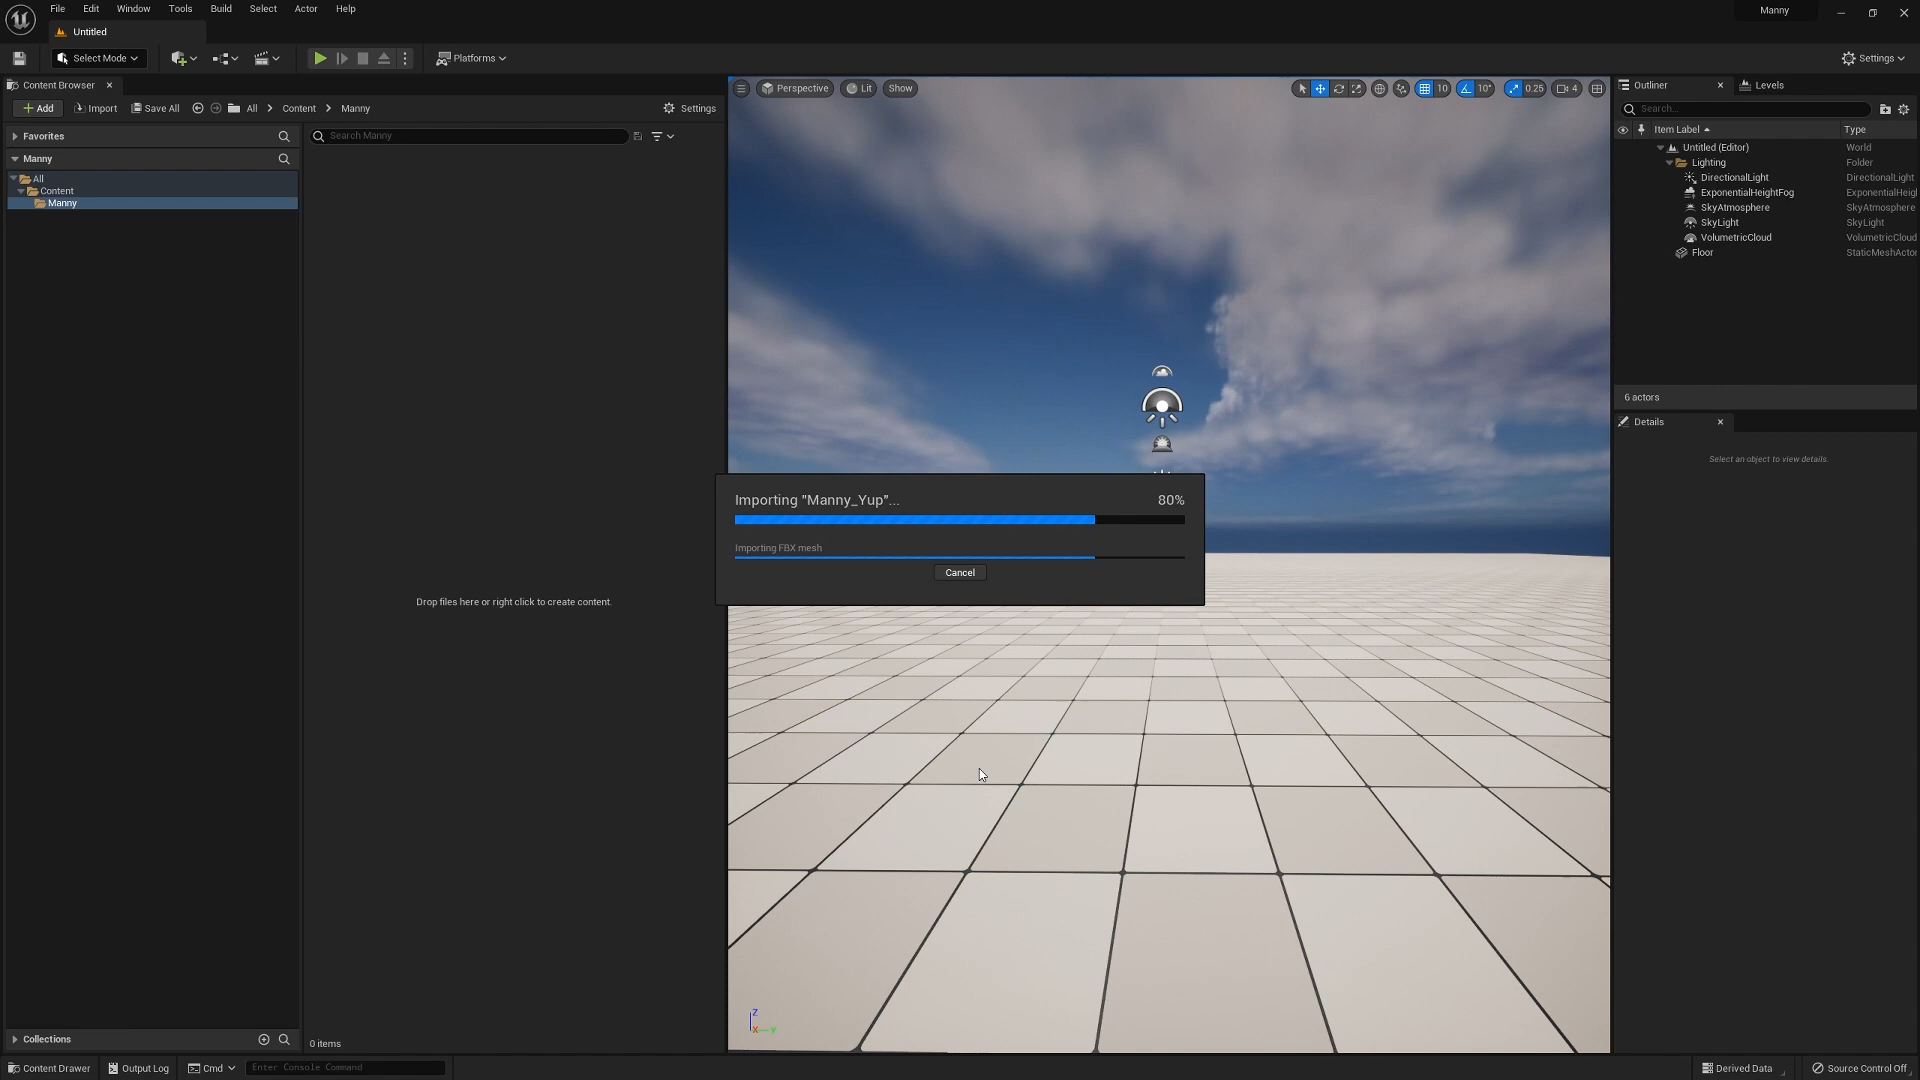 File Edit Window Tools Build Select Actor Help
Manny
Untitled
Select Mode
Platforms
Settings
Content Browser
Add Import Save All All Content Manny Settings
Favorites
Search Manny
Manny
All
Content
Manny
Drop files here or right click to create content.
Collections
0 items
Perspective Lit Show
10 10° 0.25 4
Importing "Manny_Yup"... 80%
Importing FBX mesh
Cancel
Z
X Y
Outliner Levels
Search...
Item Label Type
Untitled (Editor) World
Lighting Folder
DirectionalLight DirectionalLight
ExponentialHeightFog ExponentialHeigl
SkyAtmosphere SkyAtmosphere
SkyLight SkyLight
VolumetricCloud VolumetricCloud
Floor StaticMeshActor
6 actors
Details
Select an object to view details.
Content Drawer Output Log Cmd Enter Console Command
Derived Data Source Control Off